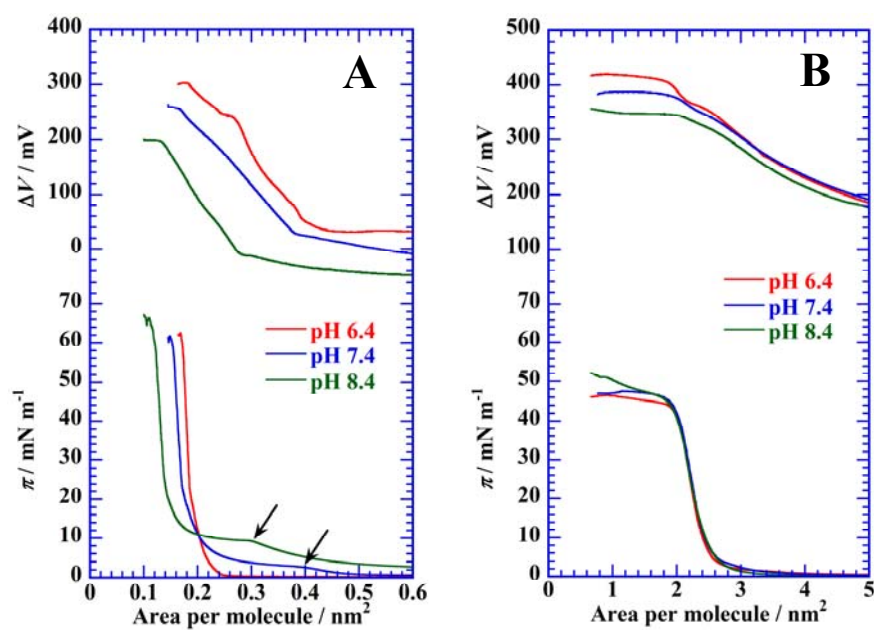 A
400
300
200
100
0
ΔV / mV
70
60
50
40
30
20
10
0
π / mN m⁻¹
pH 6.4
pH 7.4
pH 8.4
0 0.1 0.2 0.3 0.4 0.5 0.6
Area per molecule / nm²
B
500
400
300
200
100
ΔV / mV
70
60
50
40
30
20
10
0
π / mN m⁻¹
pH 6.4
pH 7.4
pH 8.4
0 1 2 3 4 5
Area per molecule / nm²